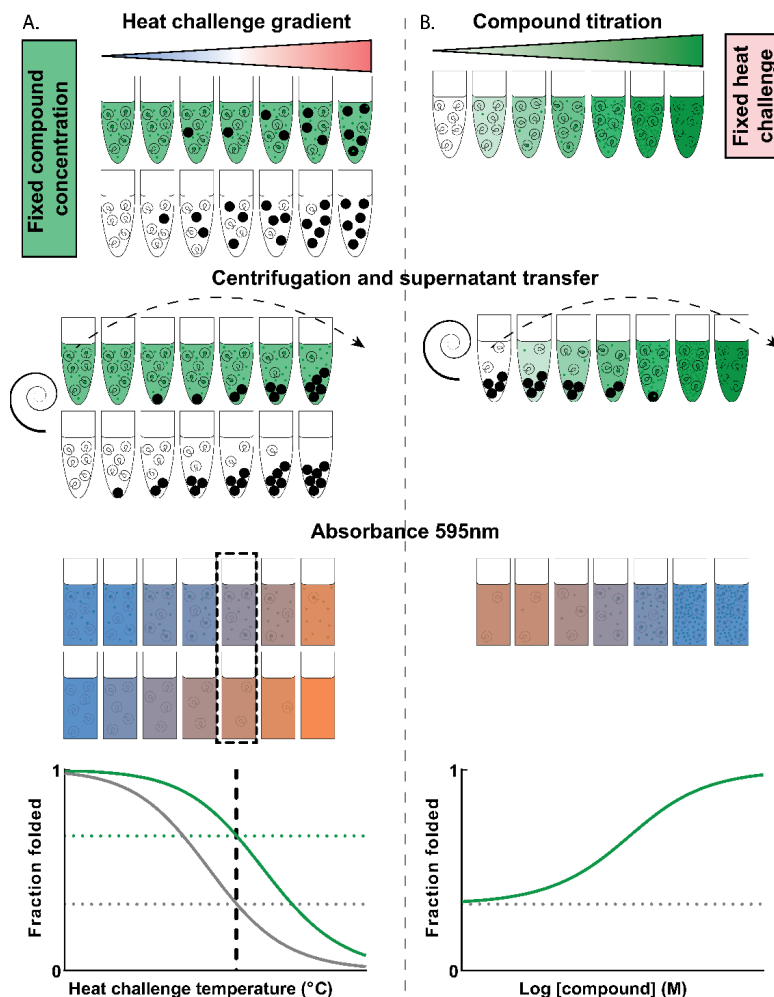 A.
Heat challenge gradient
B.
Compound titration
Fixed compound
concentration
Fixed heat
challenge
Centrifugation and supernatant transfer
Absorbance 595nm
1
Fraction folded
0
Heat challenge temperature (°C)
1
Fraction folded
0
Log [compound] (M)